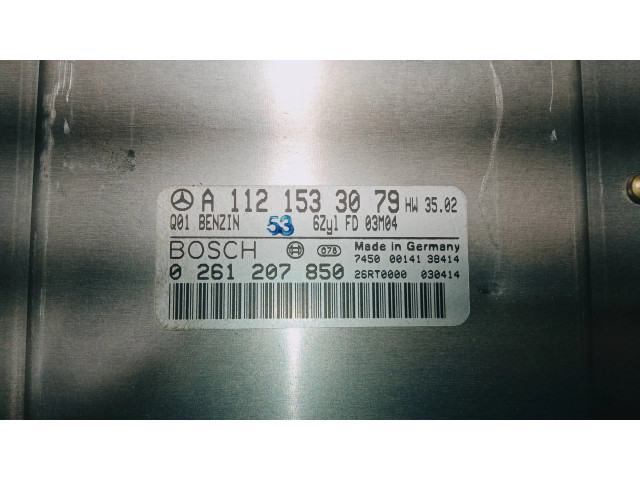 A 112 153 30 79 HW 35.02
Q01 BENZIN 53 6Zyl FD 03M04
BOSCH 078 Made in Germany
7450 00141 38414
0 261 207 850 26RT0000 030414